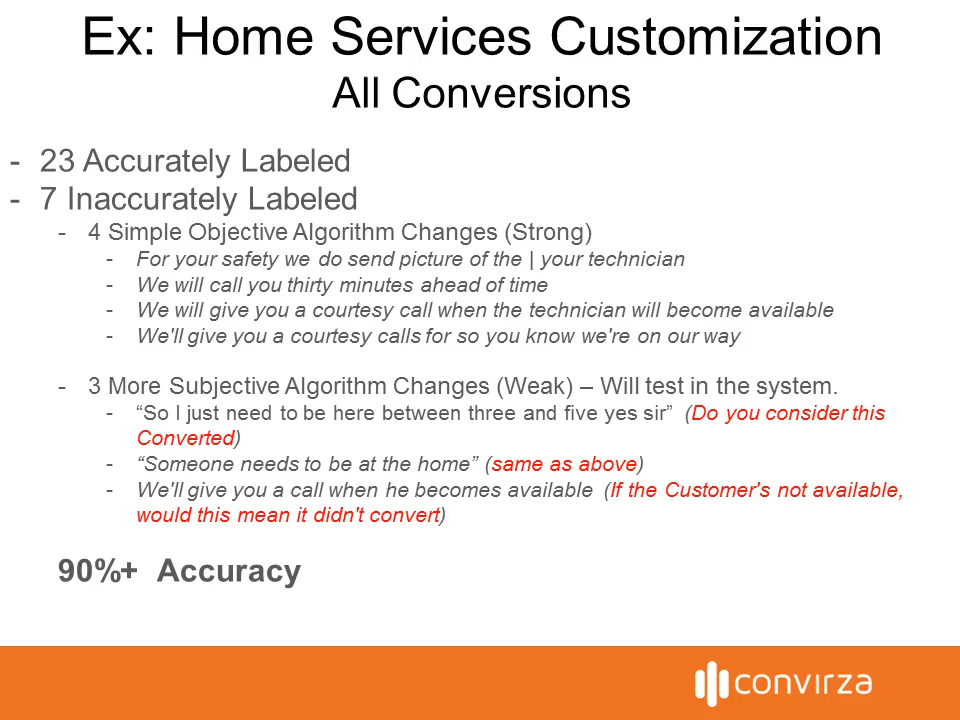 Ex: Home Services Customization
All Conversions
- 23 Accurately Labeled
- 7 Inaccurately Labeled
- 4 Simple Objective Algorithm Changes (Strong)
- For your safety we do send picture of the | your technician
- We will call you thirty minutes ahead of time
- We will give you a courtesy call when the technician will become available
- We'll give you a courtesy calls for so you know we're on our way
- 3 More Subjective Algorithm Changes (Weak) – Will test in the system.
- “So I just need to be here between three and five yes sir” (Do you consider this
Converted)
- “Someone needs to be at the home” (same as above)
- We'll give you a call when he becomes available (If the Customer's not available,
would this mean it didn't convert)
90%+ Accuracy
convirza